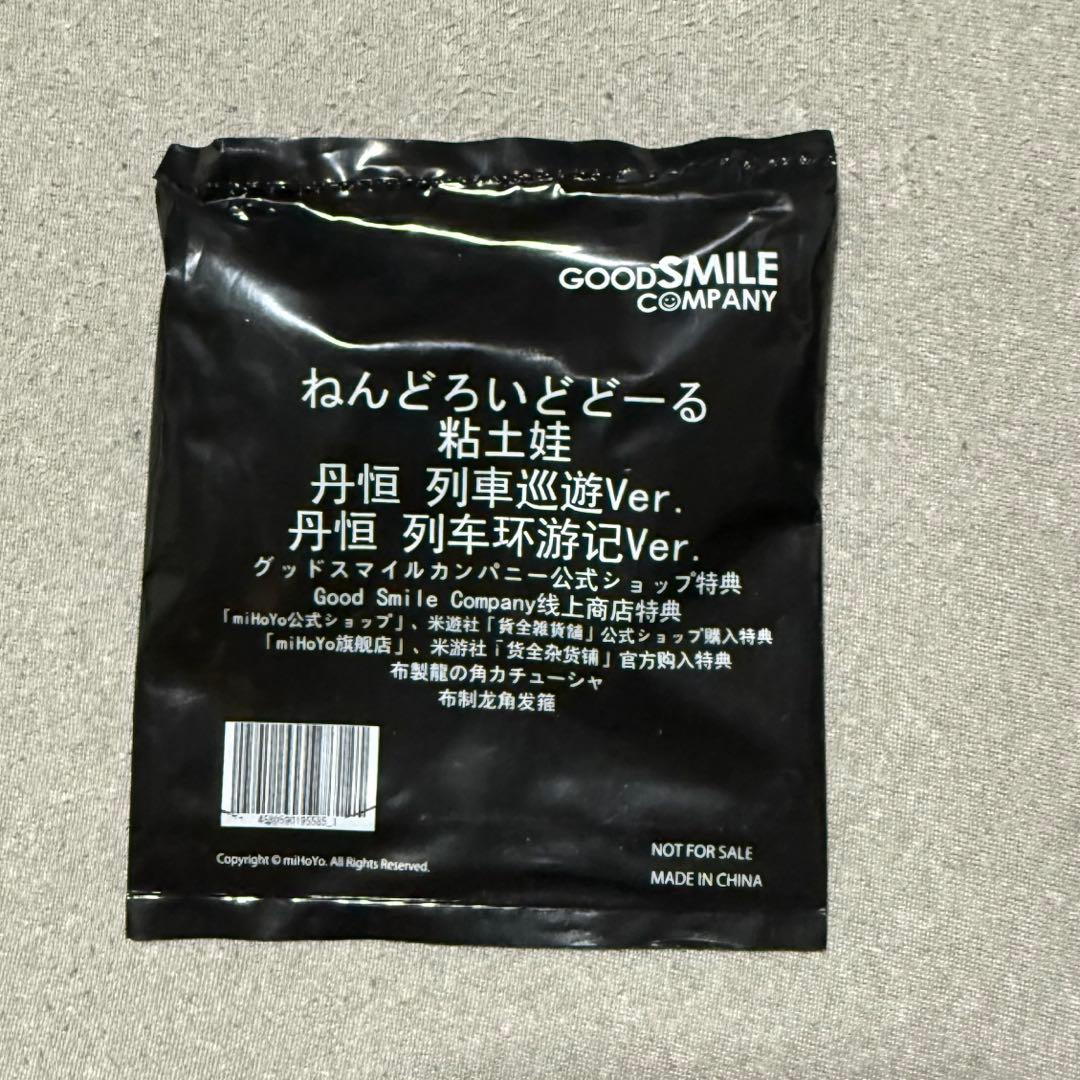 GOODSMILE
COMPANY
ねんどろいどどーる
粘土娃
丹恒 列車巡遊Ver.
丹恒 列车环游记Ver.
グッドスマイルカンパニー公式ショップ特典
Good Smile Company线上商店特典
「miHoYo公式ショップ」、米遊社「貨全雑貨舗」公式ショップ購入特典
「miHoYo旗舰店」、米游社「货全杂货铺」官方购入特典
布製龍の角カチューシャ
布制龙角发箍
Copyright © miHoYo. All Rights Reserved.
NOT FOR SALE
MADE IN CHINA